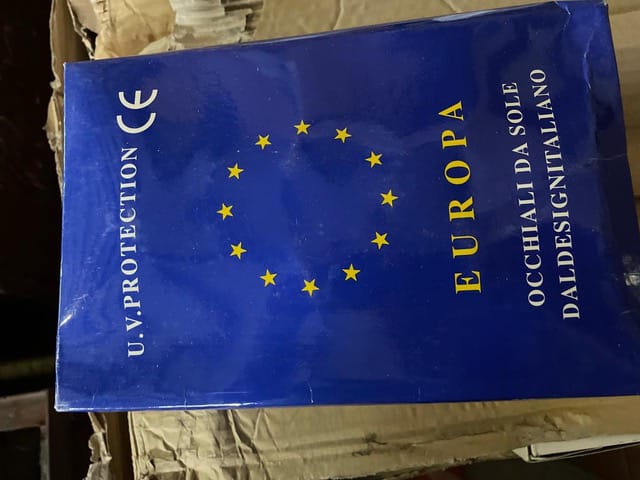 U.V.PROTECTION CE
EUROPA
OCCHIALI DA SOLE
DALDESIGNITALIANO